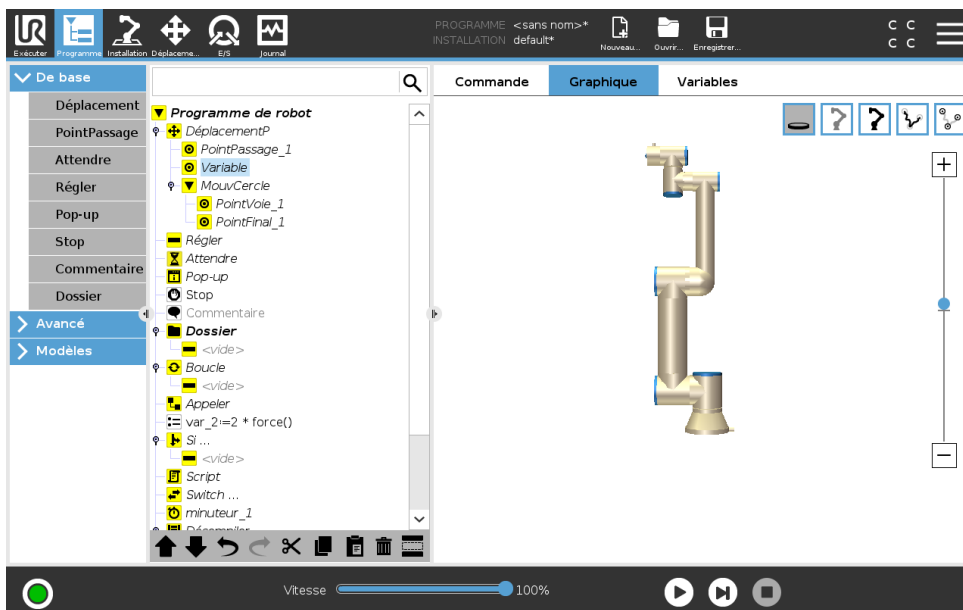 UR
PROGRAMME <sans nom>*
INSTALLATION default*
C C
C C
Exécuter Programme Installation Déplaceme... E/S Journal Nouveau... Ouvrir... Enregistrer...
De base
Déplacement
PointPassage
Attendre
Régler
Pop-up
Stop
Commentaire
Dossier
Avancé
Modèles
Programme de robot
DéplacementP
PointPassage_1
Variable
MouvCercle
PointVoie_1
PointFinal_1
Régler
Attendre
Pop-up
Stop
Commentaire
Dossier
<vide>
Boucle
<vide>
Appeler
var_2:=2 * force()
Si ...
<vide>
Script
Switch ...
minuteur_1
Décompiler
Commande Graphique Variables
Vitesse 100%